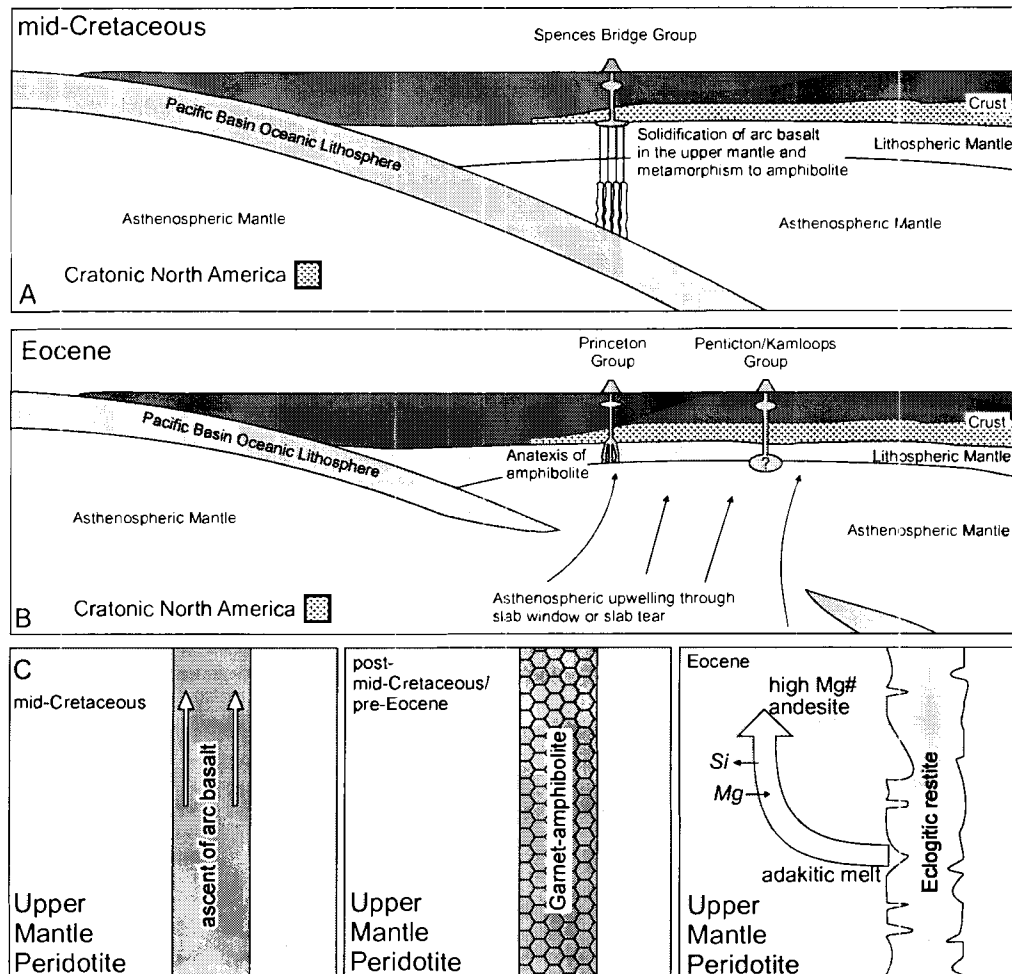 mid-Cretaceous
Spences Bridge Group
Pacific Basin Oceanic Lithosphere
Crust
Solidification of arc basalt
in the upper mantle and
metamorphism to amphibolite
Lithospheric Mantle
Asthenospheric Mantle
Asthenospheric Mantle
Cratonic North America
A
Eocene
Princeton
Group
Penticton/Kamloops
Group
Pacific Basin Oceanic Lithosphere
Crust
Anatexis of
amphibolite
?
Lithospheric Mantle
Asthenospheric Mantle
Asthenospheric Mantle
Asthenospheric upwelling through
slab window or slab tear
Cratonic North America
B
C
mid-Cretaceous
ascent of arc basalt
Upper
Mantle
Peridotite
post-
mid-Cretaceous/
pre-Eocene
Garnet-amphibolite
Upper
Mantle
Peridotite
Eocene
high Mg#
andesite
Si
Mg
adakitic melt
Eclogitic restite
Upper
Mantle
Peridotite